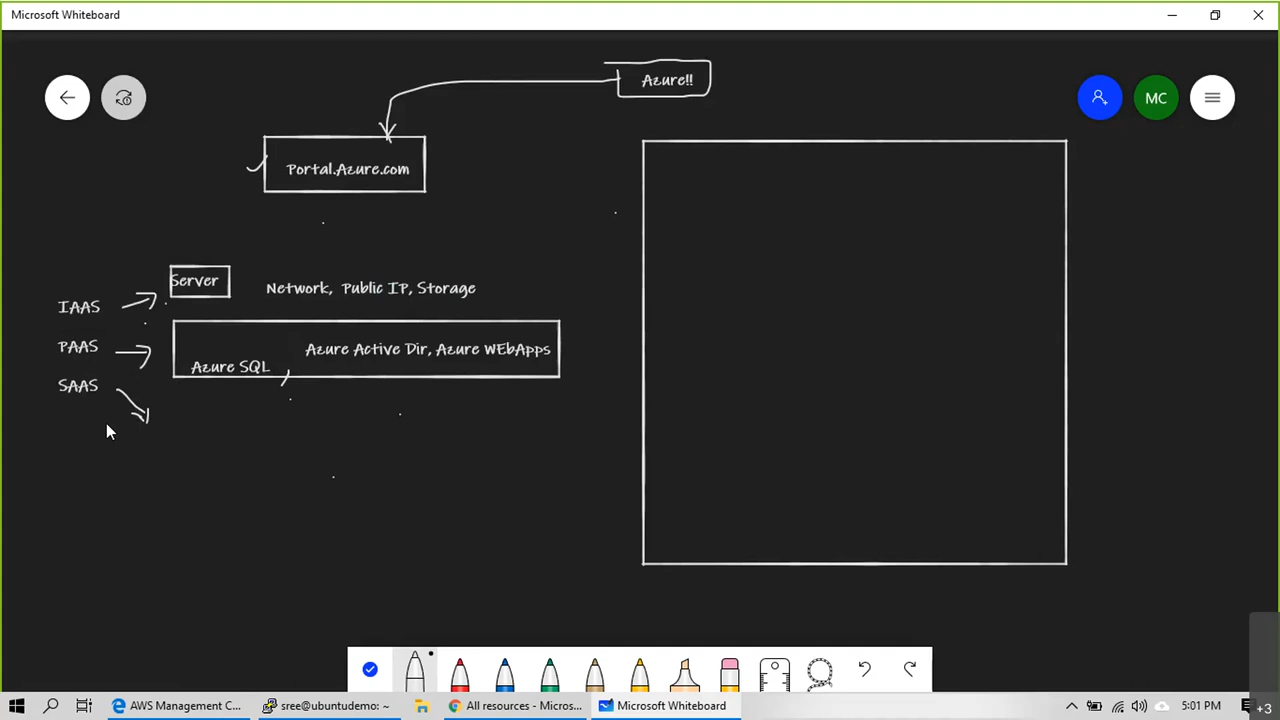 Microsoft Whiteboard
Azure!!
MC
Portal.Azure.com
Server
Network, Public IP, Storage
IAAS
PAAS
Azure Active Dir, Azure WEbApps
Azure SQL ,
SAAS
AWS Management C...
sree@ubuntudemo: ~
All resources - Micros...
Microsoft Whiteboard
5:01 PM
+3